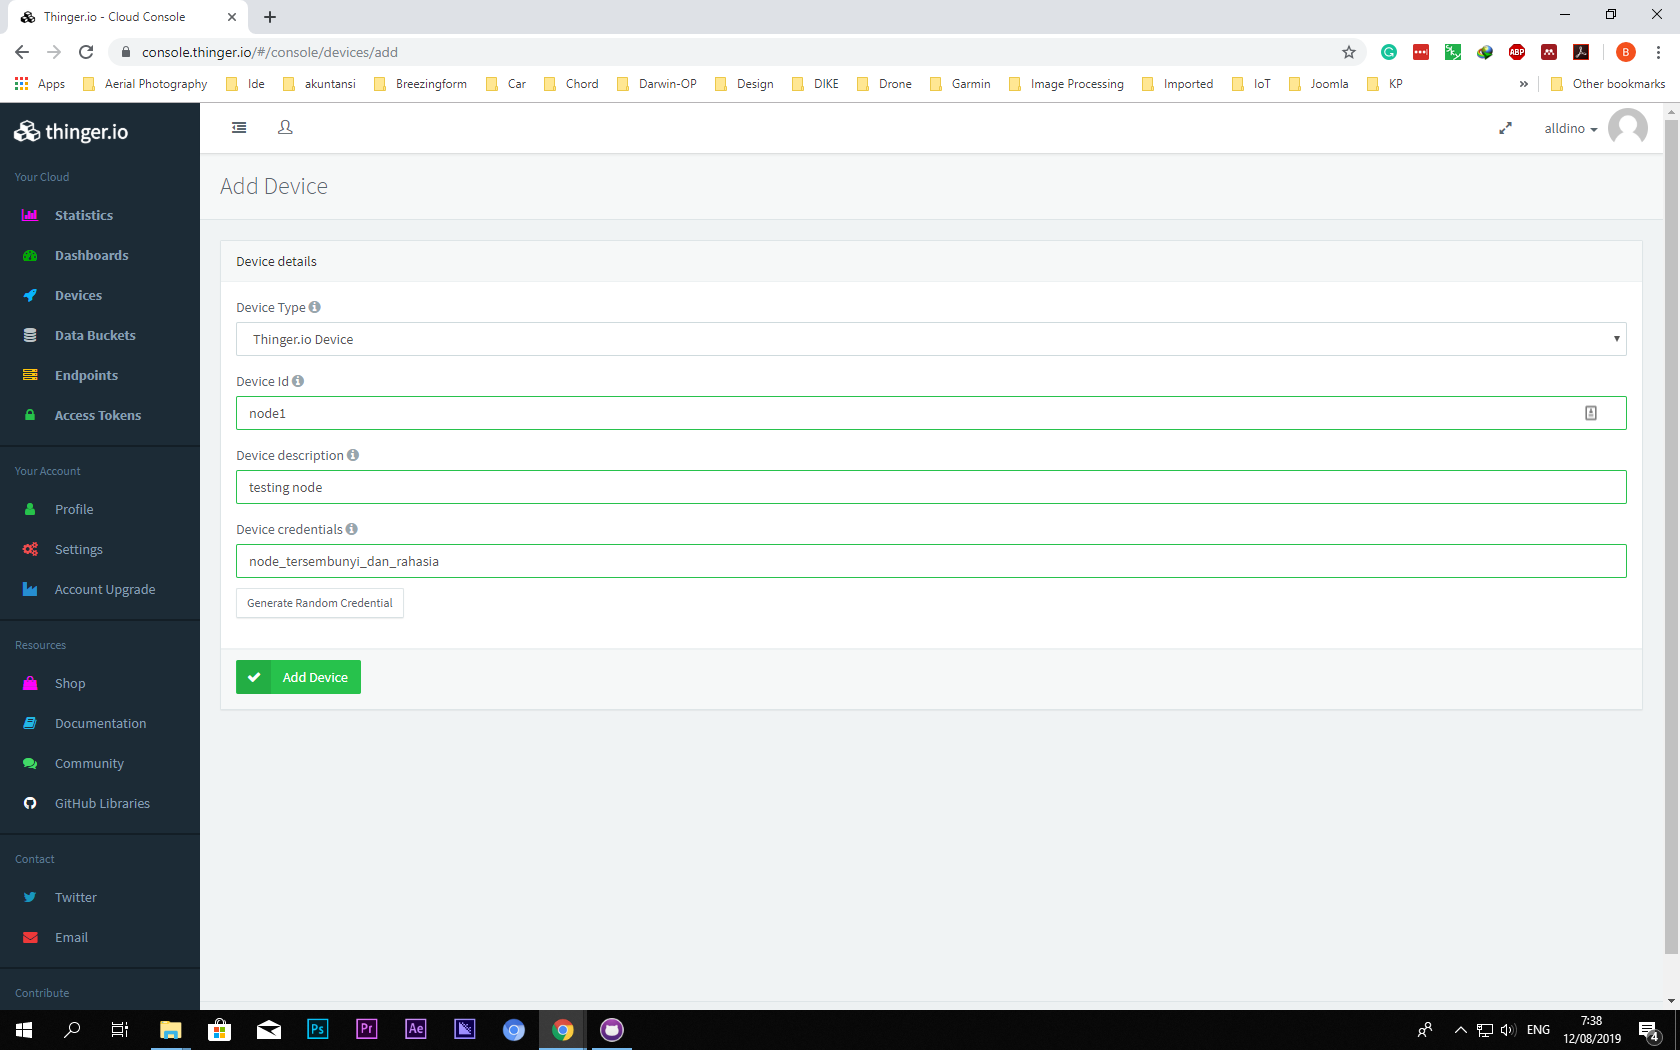 Thinger.io - Cloud Console
console.thinger.io/#/console/devices/add
Apps Aerial Photography Ide akuntansi Breezingform Car Chord Darwin-OP Design DIKE Drone Garmin Image Processing Imported IoT Joomla KP » Other bookmarks
thinger.io
alldino
Your Cloud
Statistics
Dashboards
Devices
Data Buckets
Endpoints
Access Tokens
Your Account
Profile
Settings
Account Upgrade
Resources
Shop
Documentation
Community
GitHub Libraries
Contact
Twitter
Email
Contribute
Add Device
Device details
Device Type
Thinger.io Device
Device Id
node1
Device description
testing node
Device credentials
node_tersembunyi_dan_rahasia
Generate Random Credential
Add Device
Ps Pr Ae
ENG
7:38
12/08/2019
4
ABP
B